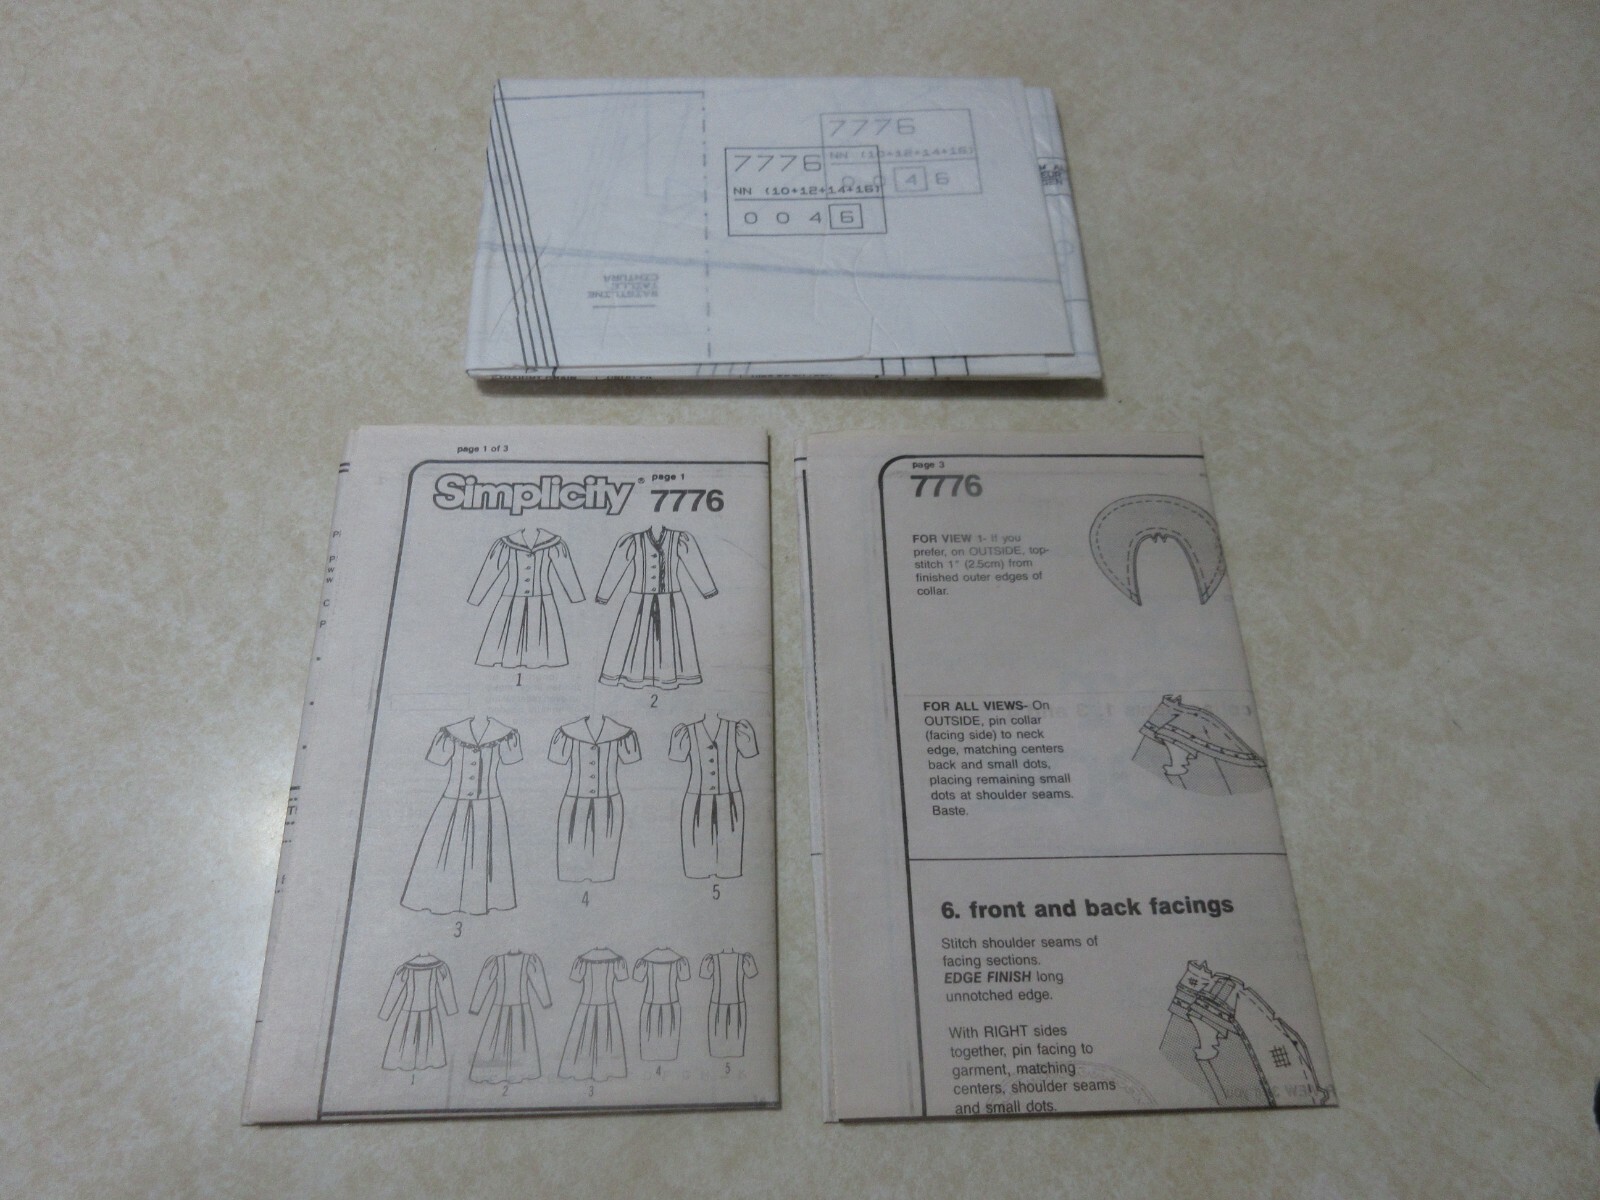 7776
NN (10+12+14+16)
0 0 4 6
7776
NN (10+12+14+16)
0 0 4 6
WAISTLINE
TAILLE
CINTURA
page 1 of 3
Simplicity® page 1
7776
1
2
3
4
5
1
2
3
4
5
page 3
7776
FOR VIEW 1- If you
prefer, on OUTSIDE, top-
stitch 1" (2.5cm) from
finished outer edges of
collar.
FOR ALL VIEWS- On
OUTSIDE, pin collar
(facing side) to neck
edge, matching centers
back and small dots,
placing remaining small
dots at shoulder seams.
Baste.
6. front and back facings
Stitch shoulder seams of
facing sections.
EDGE FINISH long
unnotched edge.
With RIGHT sides
together, pin facing to
garment, matching
centers, shoulder seams
and small dots.